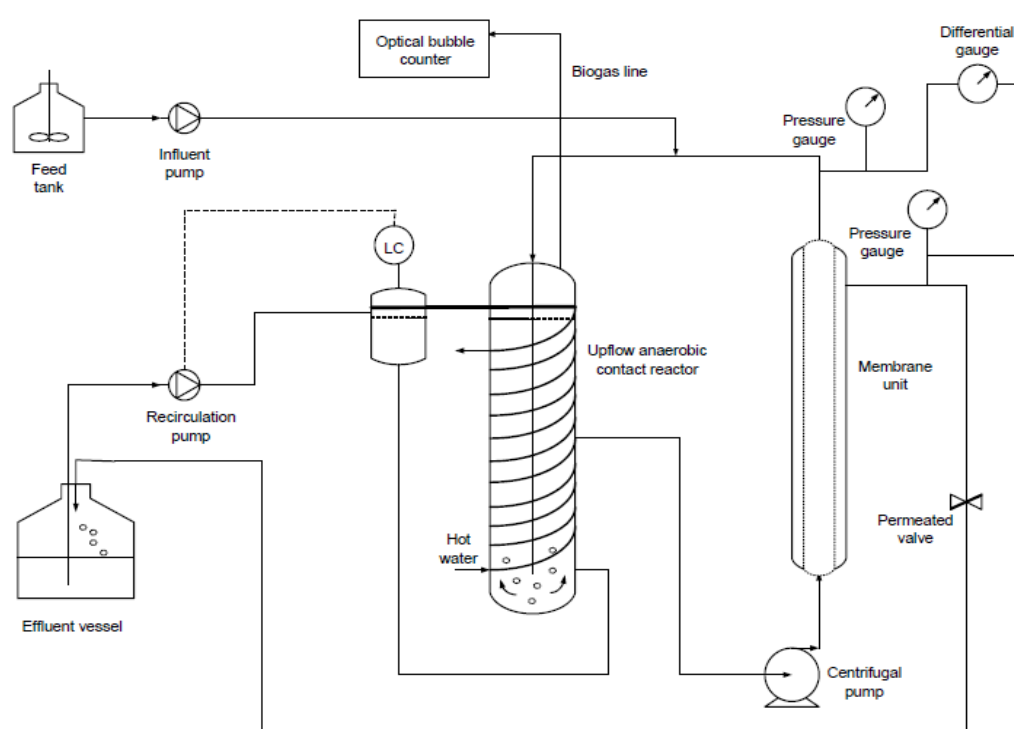 Optical bubble
counter
Biogas line
Differential
gauge
Pressure
gauge
Feed
tank
Influent
pump
LC
Pressure
gauge
Upflow anaerobic
contact reactor
Membrane
unit
Recirculation
pump
Hot
water
Permeated
valve
Effluent vessel
Centrifugal
pump